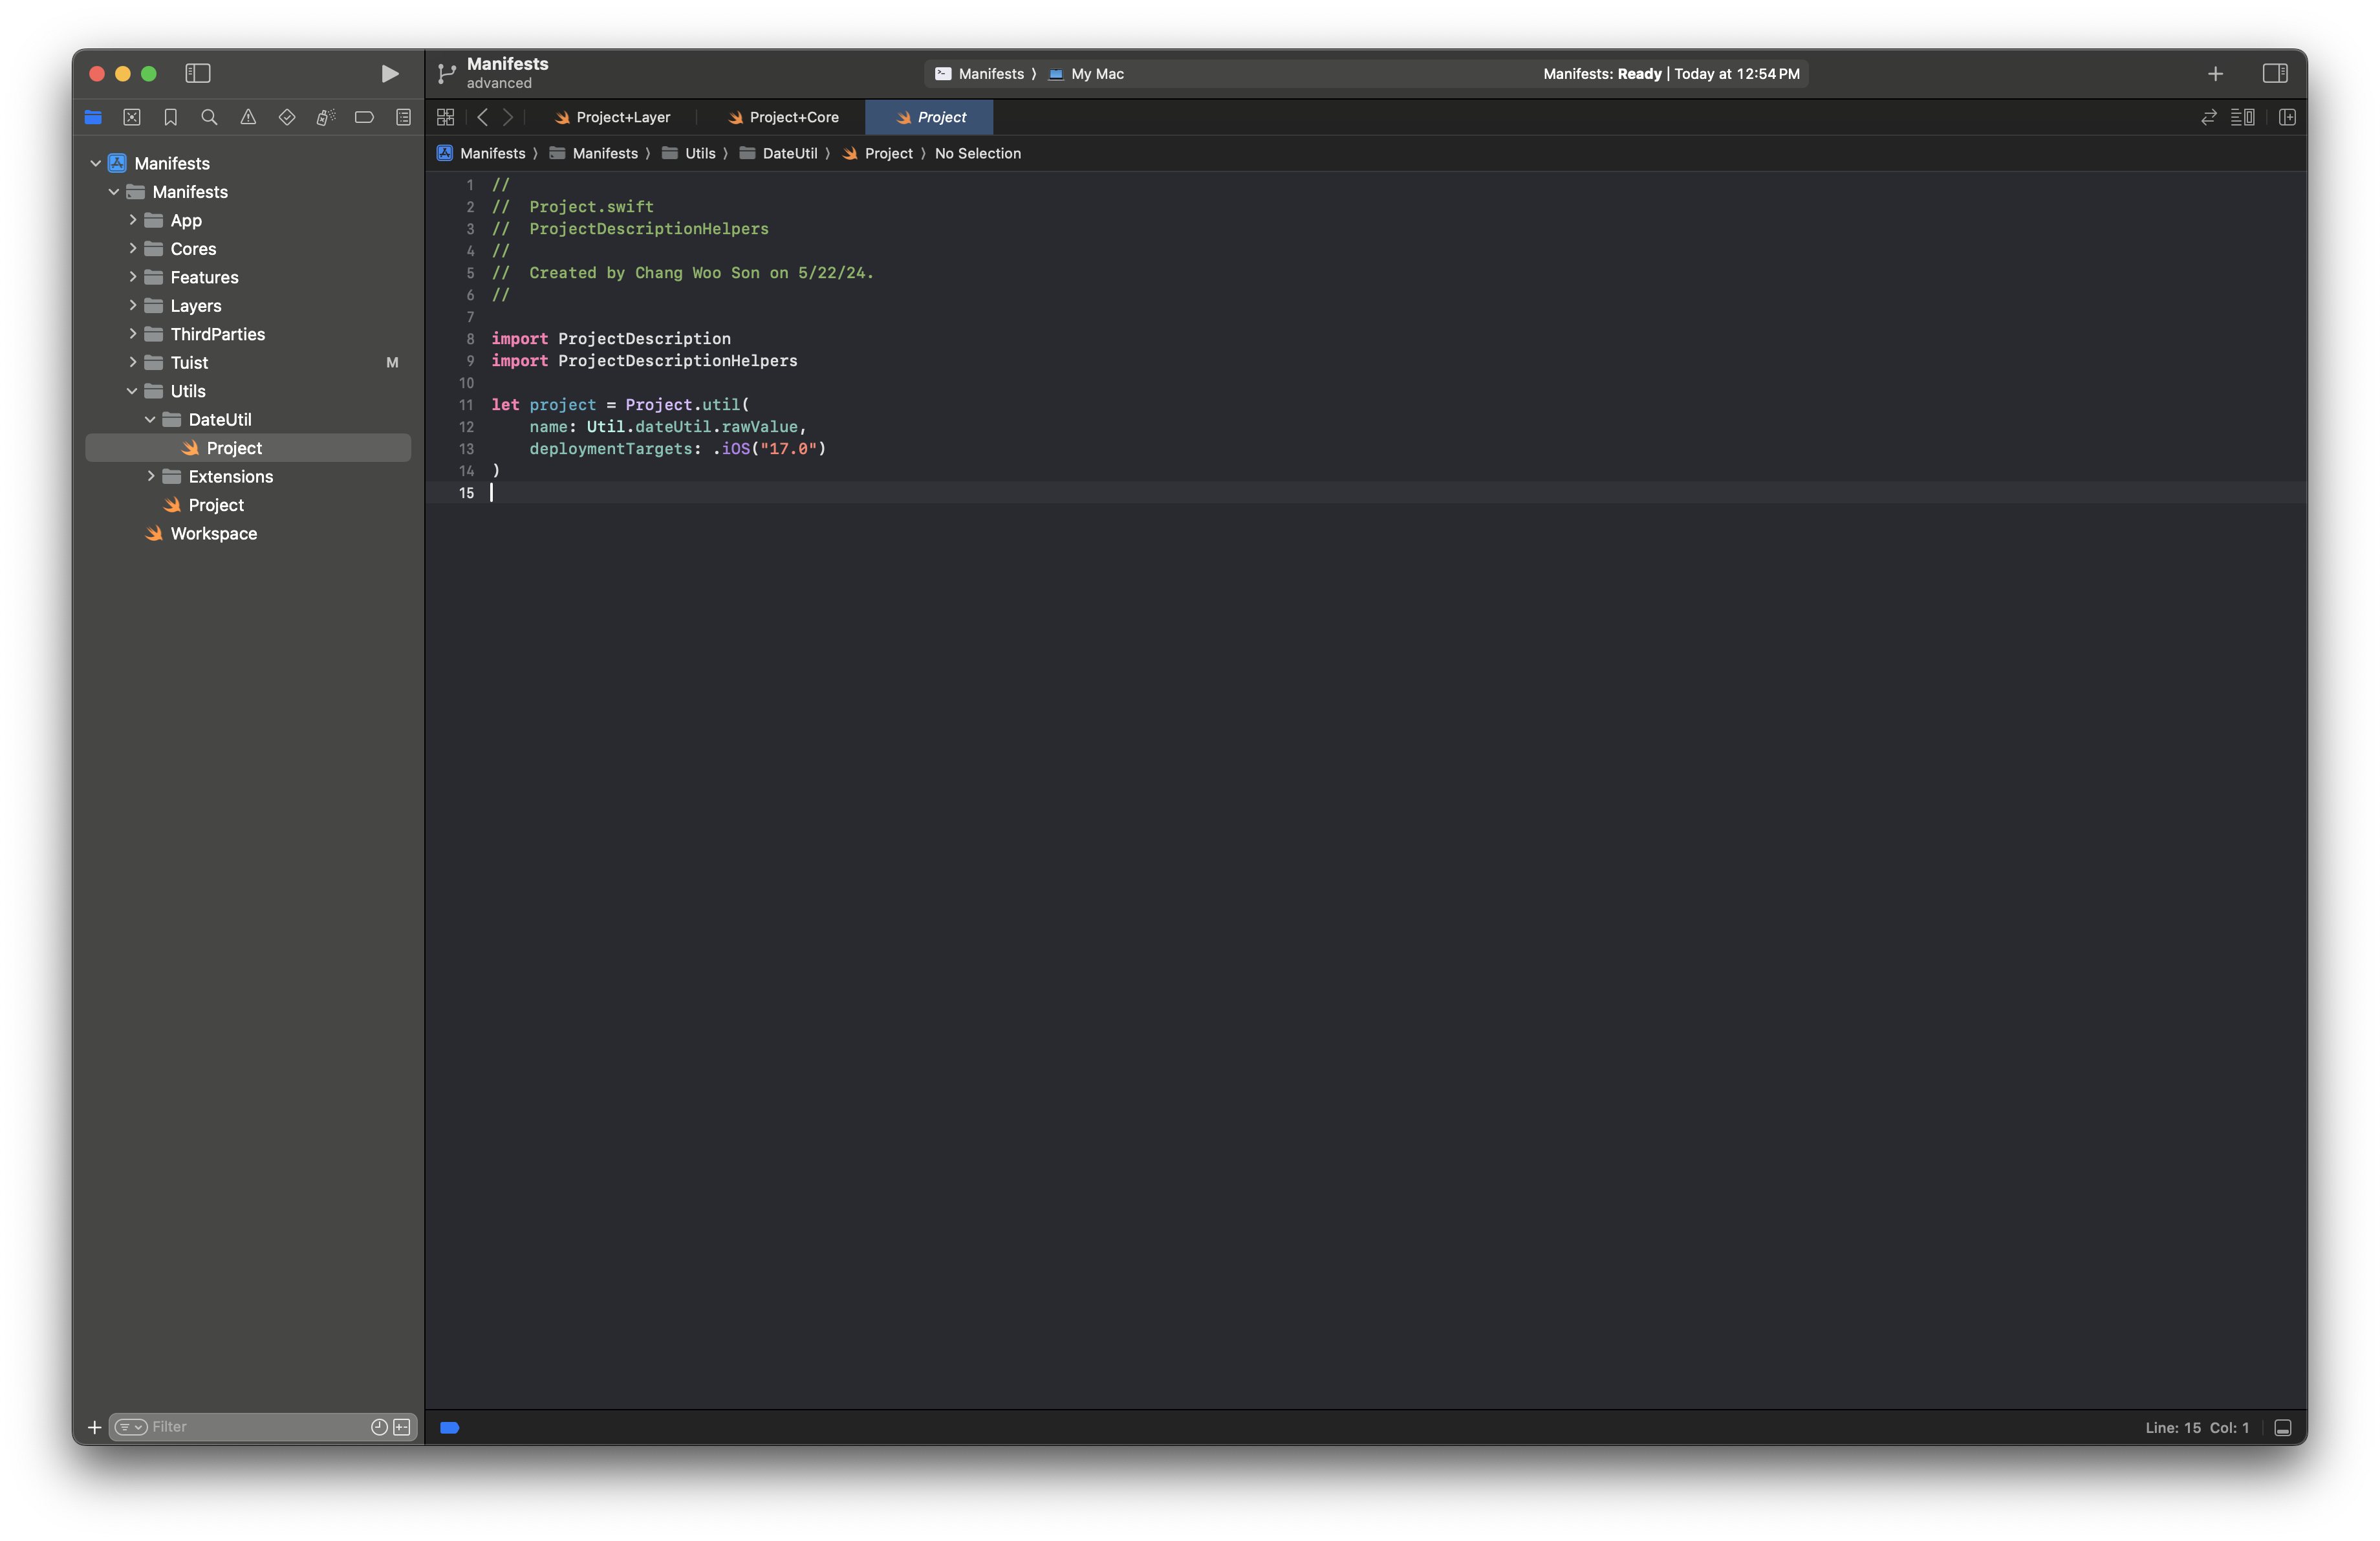 Manifests
advanced
Manifests 〉 My Mac
Manifests: Ready | Today at 12:54 PM
Project+Layer
Project+Core
Project
Manifests 〉 Manifests 〉 Utils 〉 DateUtil 〉 Project 〉 No Selection
Manifests
Manifests
App
Cores
Features
Layers
ThirdParties
Tuist M
Utils
DateUtil
Project
Extensions
Project
Workspace
1 //
2 //  Project.swift
3 //  ProjectDescriptionHelpers
4 //
5 //  Created by Chang Woo Son on 5/22/24.
6 //
7
8 import ProjectDescription
9 import ProjectDescriptionHelpers
10
11 let project = Project.util(
12     name: Util.dateUtil.rawValue,
13     deploymentTargets: .iOS("17.0")
14 )
15
Filter
Line: 15 Col: 1